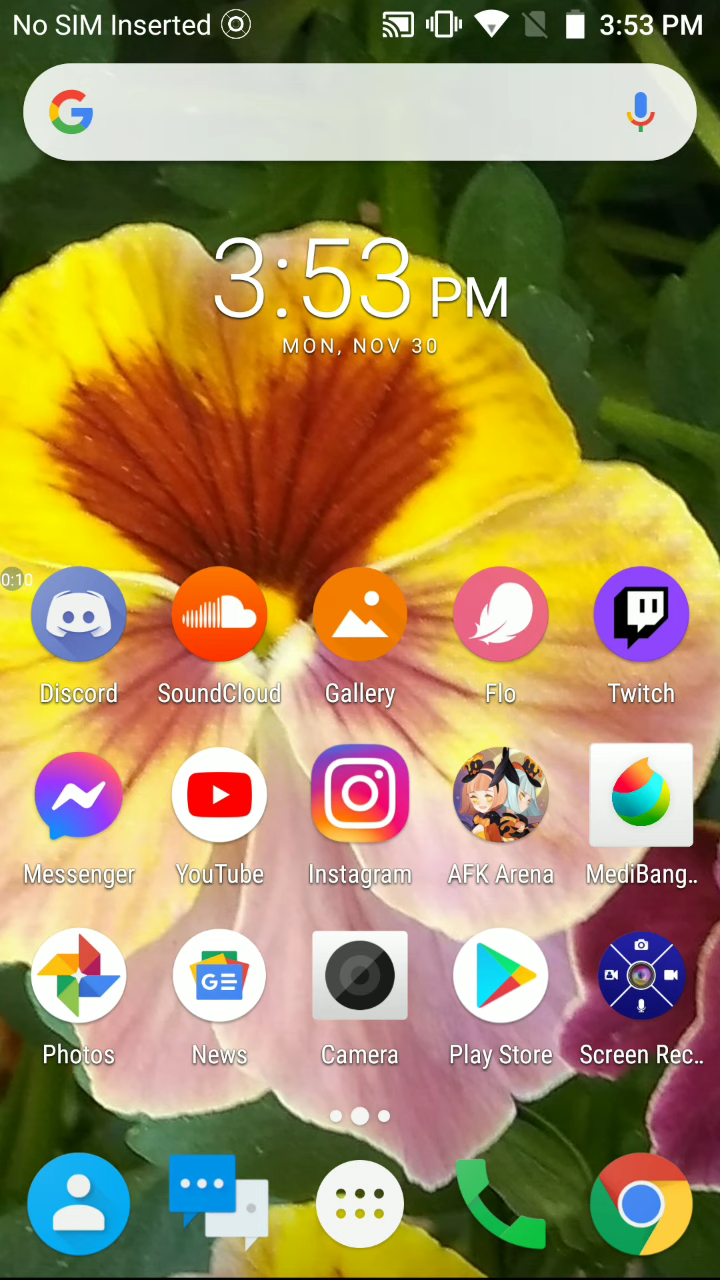 No SIM Inserted 3:53 PM
3:53 PM
MON, NOV 30
0:10
Discord SoundCloud Gallery Flo Twitch
Messenger YouTube Instagram AFK Arena MediBang..
GE
Photos News Camera Play Store Screen Rec..